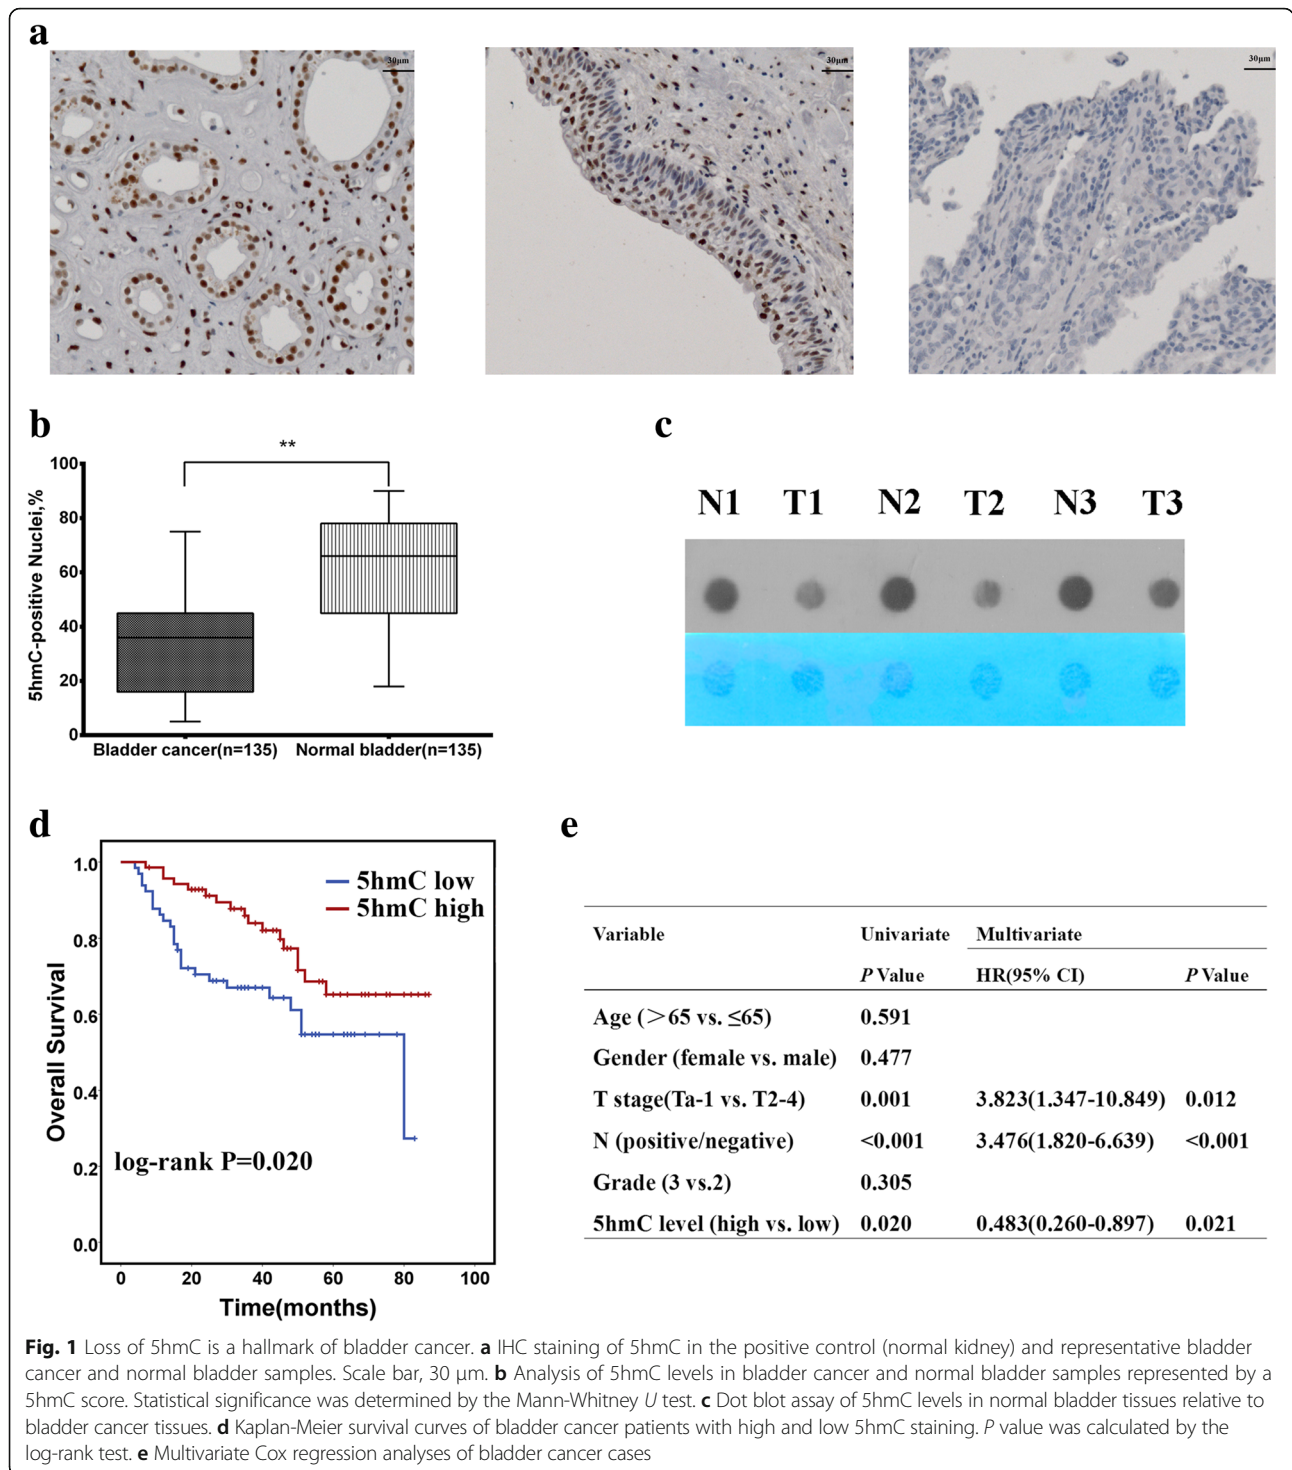 a
30μm
30μm
30μm
b
**
100
80
60
40
20
0
5hmC-positive Nuclei,%
Bladder cancer(n=135) Normal bladder(n=135)
c
N1 T1 N2 T2 N3 T3
d
1.0
0.8
0.6
0.4
0.2
0.0
Overall Survival
5hmC low
5hmC high
log-rank P=0.020
0 20 40 60 80 100
Time(months)
e
Variable Univariate Multivariate
P Value HR(95% CI) P Value
Age (>65 vs. ≤65) 0.591
Gender (female vs. male) 0.477
T stage(Ta-1 vs. T2-4) 0.001 3.823(1.347-10.849) 0.012
N (positive/negative) <0.001 3.476(1.820-6.639) <0.001
Grade (3 vs.2) 0.305
5hmC level (high vs. low) 0.020 0.483(0.260-0.897) 0.021
Fig. 1 Loss of 5hmC is a hallmark of bladder cancer. a IHC staining of 5hmC in the positive control (normal kidney) and representative bladder
cancer and normal bladder samples. Scale bar, 30 μm. b Analysis of 5hmC levels in bladder cancer and normal bladder samples represented by a
5hmC score. Statistical significance was determined by the Mann-Whitney U test. c Dot blot assay of 5hmC levels in normal bladder tissues relative to
bladder cancer tissues. d Kaplan-Meier survival curves of bladder cancer patients with high and low 5hmC staining. P value was calculated by the
log-rank test. e Multivariate Cox regression analyses of bladder cancer cases